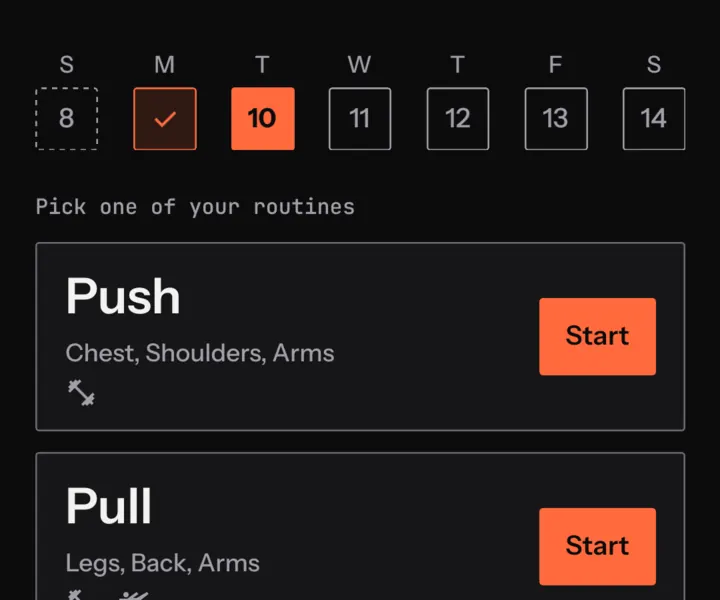 S M T W T F S
8 10 11 12 13 14
Pick one of your routines
Push
Chest, Shoulders, Arms
Start
Pull
Legs, Back, Arms
Start